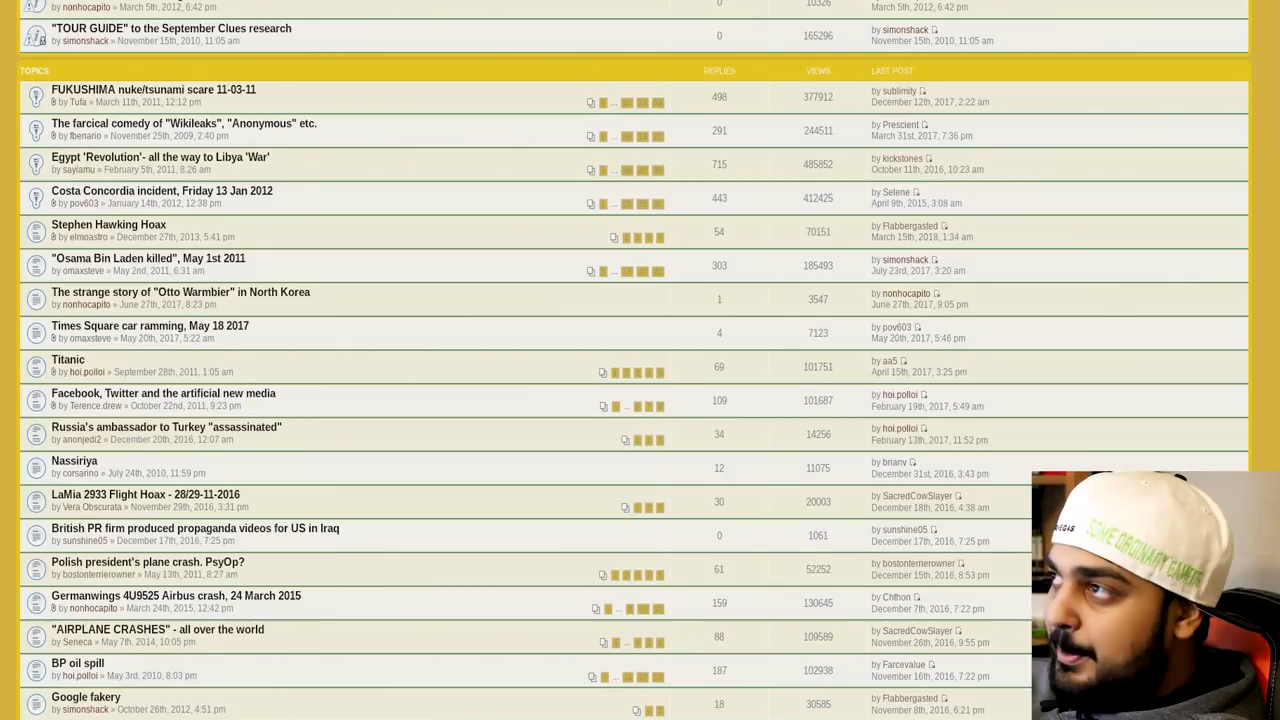 by nonhocapito » March 5th, 2012, 6:42 pm 0 10326 March 5th, 2012, 6:42 pm
"TOUR GUIDE" to the September Clues research
by simonshack » November 15th, 2010, 11:05 am 0 165296 by simonshack November 15th, 2010, 11:05 am
TOPICS REPLIES VIEWS LAST POST
FUKUSHIMA nuke/tsunami scare 11-03-11
by Tufa » March 11th, 2011, 12:12 pm ... 498 377912 by sublimity December 12th, 2017, 2:22 am
The farcical comedy of "Wikileaks", "Anonymous" etc.
by fbenario » November 25th, 2009, 2:40 pm ... 291 244511 by Prescient March 31st, 2017, 7:36 pm
Egypt 'Revolution'- all the way to Libya 'War'
by sayiamu » February 5th, 2011, 8:26 am ... 715 485852 by kickstones October 11th, 2016, 10:23 am
Costa Concordia incident, Friday 13 Jan 2012
by pov603 » January 14th, 2012, 12:38 pm ... 443 412425 by Selene April 9th, 2015, 3:08 am
Stephen Hawking Hoax
by elmoastro » December 27th, 2013, 5:41 pm 54 70151 by Flabbergasted March 15th, 2018, 1:34 am
"Osama Bin Laden killed", May 1st 2011
by omaxsteve » May 2nd, 2011, 6:31 am ... 303 185493 by simonshack July 23rd, 2017, 3:20 am
The strange story of "Otto Warmbier" in North Korea
by nonhocapito » June 27th, 2017, 8:23 pm 1 3547 by nonhocapito June 27th, 2017, 9:05 pm
Times Square car ramming, May 18 2017
by omaxsteve » May 20th, 2017, 5:22 am 4 7123 by pov603 May 20th, 2017, 5:46 pm
Titanic
by hoi.polloi » September 28th, 2011, 1:05 am 69 101751 by aa5 April 15th, 2017, 3:25 pm
Facebook, Twitter and the artificial new media
by Terence.drew » October 22nd, 2011, 9:23 pm ... 109 101687 by hoi.polloi February 19th, 2017, 5:49 am
Russia's ambassador to Turkey "assassinated"
by anonjedi2 » December 20th, 2016, 12:07 am 34 14256 by hoi.polloi February 13th, 2017, 11:52 pm
Nassiriya
by corsarino » July 24th, 2010, 11:59 pm 12 11075 by brianv December 31st, 2016, 3:43 pm
LaMia 2933 Flight Hoax - 28/29-11-2016
by Vera Obscurata » November 29th, 2016, 3:31 pm 30 20003 by SacredCowSlayer December 18th, 2016, 4:38 am
British PR firm produced propaganda videos for US in Iraq
by sunshine05 » December 17th, 2016, 7:25 pm 0 1061 by sunshine05 December 17th, 2016, 7:25 pm
Polish president's plane crash. PsyOp?
by bostonterrierowner » May 13th, 2011, 8:27 am 61 52252 by bostonterrierowner December 15th, 2016, 8:53 pm
Germanwings 4U9525 Airbus crash, 24 March 2015
by nonhocapito » March 24th, 2015, 12:42 pm ... 159 130645 by Chthon December 7th, 2016, 7:22 pm
"AIRPLANE CRASHES" - all over the world
by Seneca » May 7th, 2014, 10:05 pm ... 88 109589 by SacredCowSlayer November 26th, 2016, 9:55 pm
BP oil spill
by hoi.polloi » May 3rd, 2010, 8:03 pm ... 187 102938 by Farcevalue November 16th, 2016, 7:22 pm
Google fakery
by simonshack » October 26th, 2012, 4:51 pm 18 30585 by Flabbergasted November 8th, 2016, 6:21 pm
SOME ORDINARY GAMERS